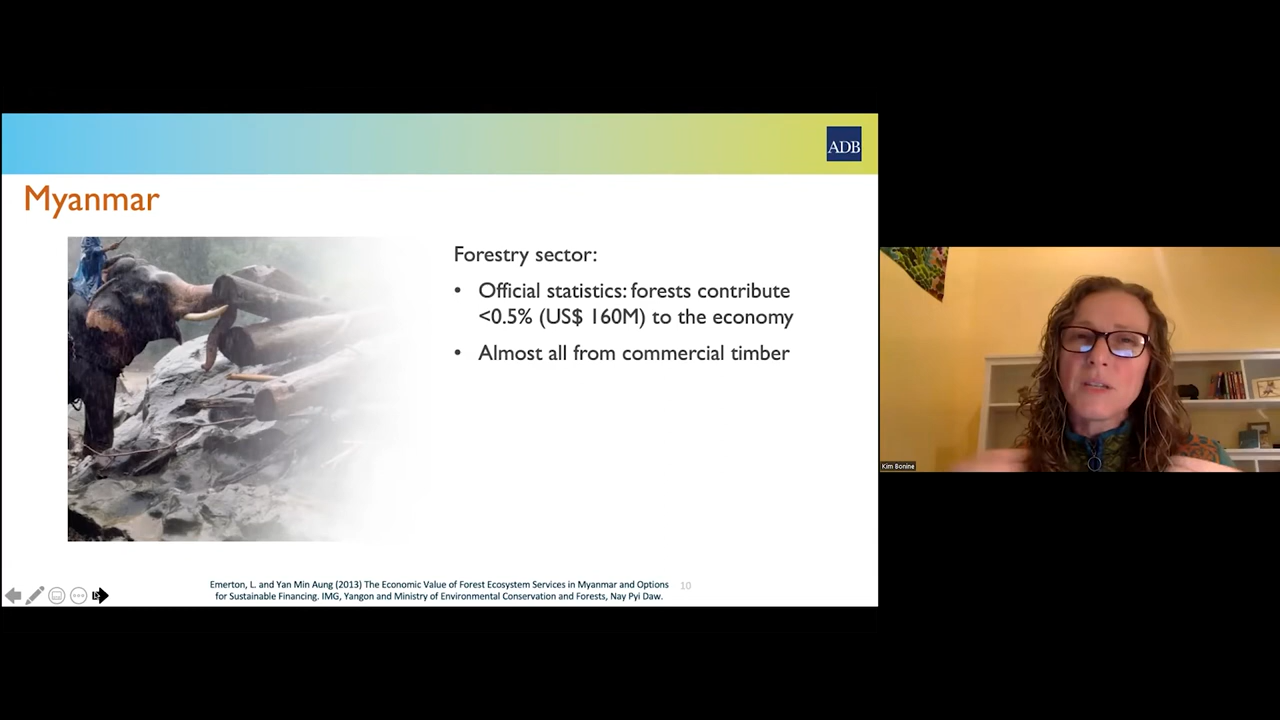 ADB
Myanmar
Forestry sector:
• Official statistics: forests contribute
<0.5% (US$ 160M) to the economy
• Almost all from commercial timber
Emerton, L. and Yan Min Aung (2013) The Economic Value of Forest Ecosystem Services in Myanmar and Options
for Sustainable Financing. IMG, Yangon and Ministry of Environmental Conservation and Forests, Nay Pyi Daw.
10
Kim Bonine